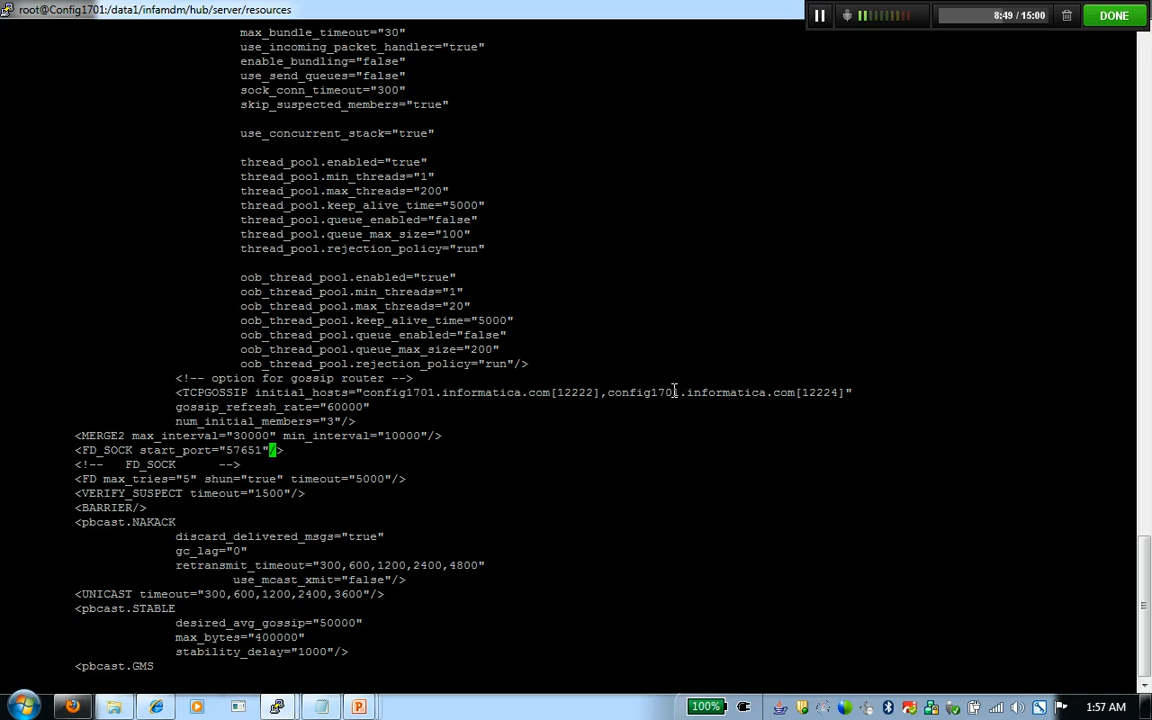 root@Config1701:/data1/infamdm/hub/server/resources
8:49 / 15:00
DONE
max_bundle_timeout="30"
use_incoming_packet_handler="true"
enable_bundling="false"
use_send_queues="false"
sock_conn_timeout="300"
skip_suspected_members="true"
use_concurrent_stack="true"
thread_pool.enabled="true"
thread_pool.min_threads="1"
thread_pool.max_threads="200"
thread_pool.keep_alive_time="5000"
thread_pool.queue_enabled="false"
thread_pool.queue_max_size="100"
thread_pool.rejection_policy="run"
oob_thread_pool.enabled="true"
oob_thread_pool.min_threads="1"
oob_thread_pool.max_threads="20"
oob_thread_pool.keep_alive_time="5000"
oob_thread_pool.queue_enabled="false"
oob_thread_pool.queue_max_size="200"
oob_thread_pool.rejection_policy="run"/>
<!-- option for gossip router -->
<TCPGOSSIP initial_hosts="config1701.informatica.com[12222],config1701.informatica.com[12224]"
gossip_refresh_rate="60000"
num_initial_members="3"/>
<MERGE2 max_interval="30000" min_interval="10000"/>
<FD_SOCK start_port="57651"/>
<!-- FD_SOCK -->
<FD max_tries="5" shun="true" timeout="5000"/>
<VERIFY_SUSPECT timeout="1500"/>
<BARRIER/>
<pbcast.NAKACK
discard_delivered_msgs="true"
gc_lag="0"
retransmit_timeout="300,600,1200,2400,4800"
use_mcast_xmit="false"/>
<UNICAST timeout="300,600,1200,2400,3600"/>
<pbcast.STABLE
desired_avg_gossip="50000"
max_bytes="400000"
stability_delay="1000"/>
<pbcast.GMS
100%
1:57 AM